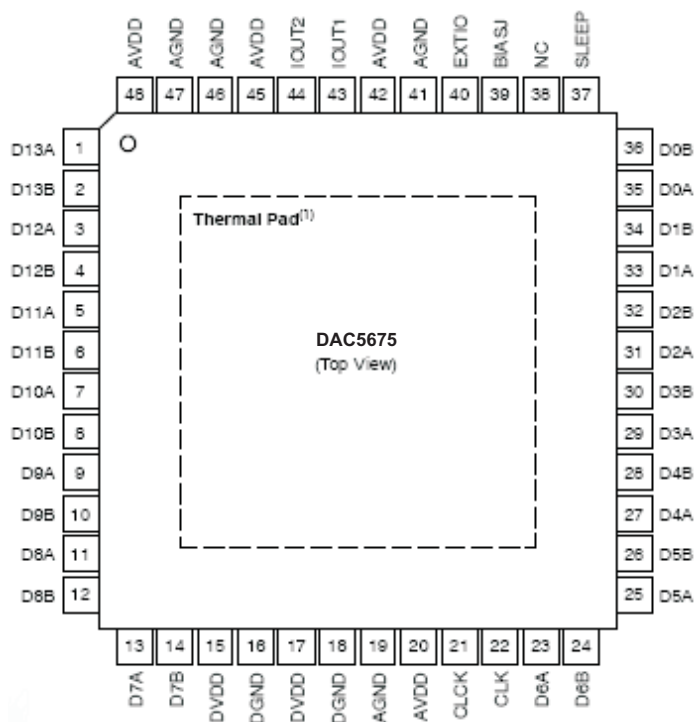 AVDD AGND AGND AVDD IOUT2 IOUT1 AVDD AGND EXTIO BIASJ NC SLEEP
48 47 46 45 44 43 42 41 40 39 38 37
D13A 1 36 D0B
D13B 2 35 D0A
D12A 3 34 D1B
Thermal Pad(1)
D12B 4 33 D1A
D11A 5 32 D2B
DAC5675
D11B 6 31 D2A
(Top View)
D10A 7 30 D3B
D10B 8 29 D3A
D9A 9 28 D4B
D9B 10 27 D4A
D8A 11 26 D5B
D8B 12 25 D5A
13 14 15 16 17 18 19 20 21 22 23 24
D7A D7B DVDD DGND DVDD DGND AGND AVDD CLCK CLK D6A D6B